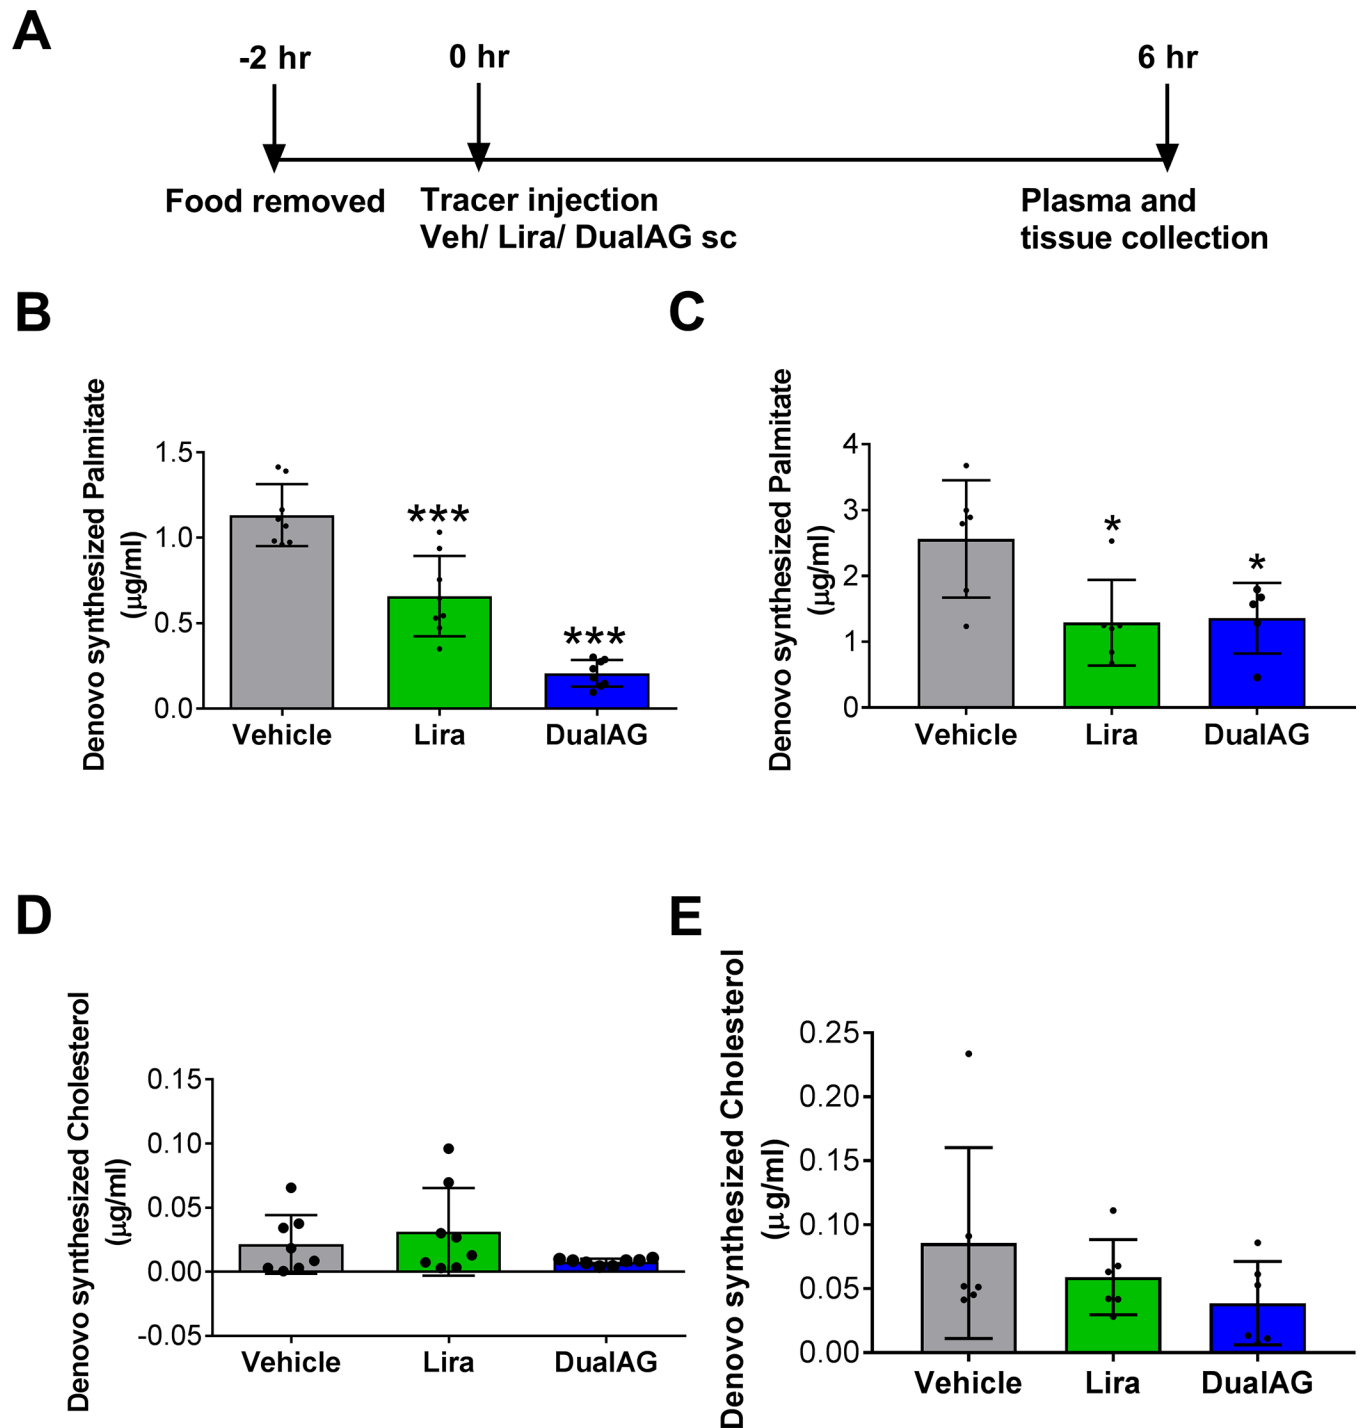 A
-2 hr
0 hr
6 hr
Food removed
Tracer injection
Veh/ Lira/ DualAG sc
Plasma and
tissue collection
B
Denovo synthesized Palmitate
(µg/ml)
1.5
1.0
0.5
0.0
***
***
Vehicle
Lira
DualAG
C
Denovo synthesized Palmitate
(µg/ml)
4
3
2
1
0
*
*
Vehicle
Lira
DualAG
D
Denovo synthesized Cholesterol
(µg/ml)
0.15
0.10
0.05
0.00
-0.05
Vehicle
Lira
DualAG
E
Denovo synthesized Cholesterol
(µg/ml)
0.25
0.20
0.15
0.10
0.05
0.00
Vehicle
Lira
DualAG